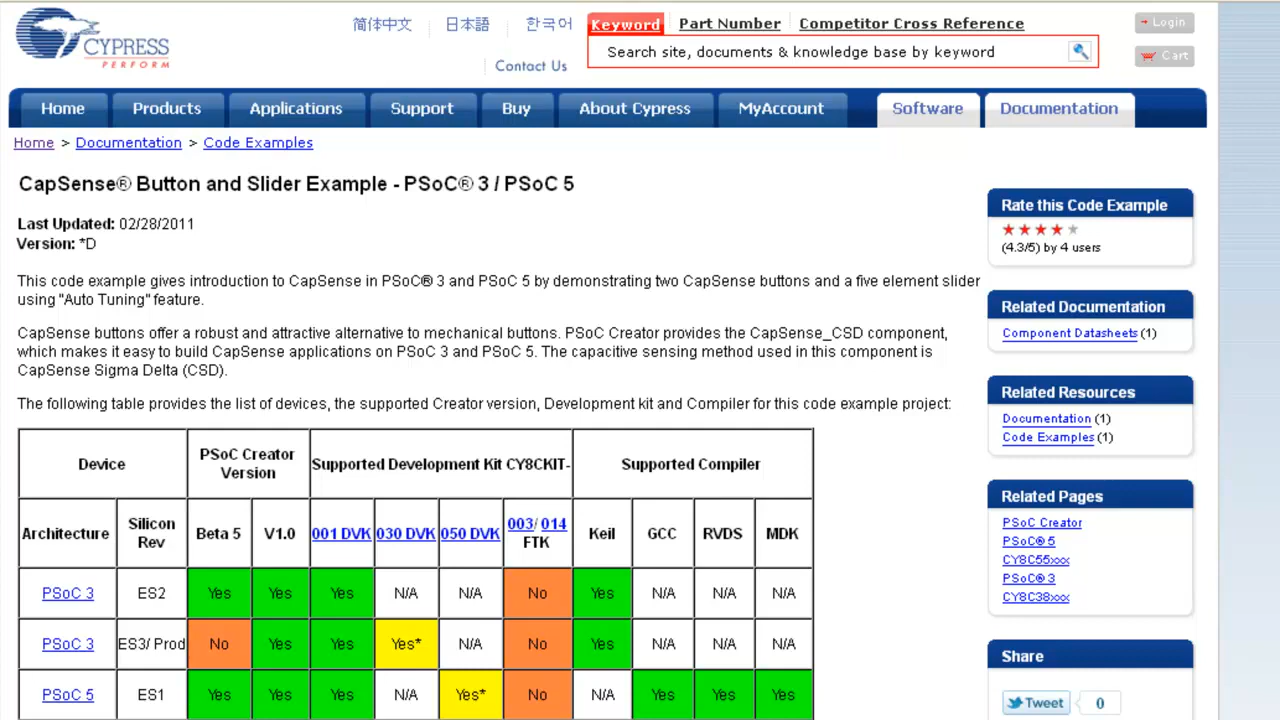 CYPRESS
PERFORM
简体中文
日本語
한국어
Contact Us
Keyword
Part Number
Competitor Cross Reference
Search site, documents & knowledge base by keyword
Login
Cart
Home
Products
Applications
Support
Buy
About Cypress
MyAccount
Software
Documentation
Home > Documentation > Code Examples
CapSense® Button and Slider Example - PSoC® 3 / PSoC 5
Last Updated: 02/28/2011
Version: *D
This code example gives introduction to CapSense in PSoC® 3 and PSoC 5 by demonstrating two CapSense buttons and a five element slider
using "Auto Tuning" feature.
CapSense buttons offer a robust and attractive alternative to mechanical buttons. PSoC Creator provides the CapSense_CSD component,
which makes it easy to build CapSense applications on PSoC 3 and PSoC 5. The capacitive sensing method used in this component is
CapSense Sigma Delta (CSD).
The following table provides the list of devices, the supported Creator version, Development kit and Compiler for this code example project:
Device
PSoC Creator
Version
Supported Development Kit CY8CKIT-
Supported Compiler
Architecture
Silicon
Rev
Beta 5
V1.0
001 DVK
030 DVK
050 DVK
003/ 014
FTK
Keil
GCC
RVDS
MDK
PSoC 3 ES2 Yes Yes Yes N/A N/A No Yes N/A N/A N/A
PSoC 3 ES3/ Prod No Yes Yes Yes* N/A No Yes N/A N/A N/A
PSoC 5 ES1 Yes Yes Yes N/A Yes* No N/A Yes Yes Yes
Rate this Code Example
(4.3/5) by 4 users
Related Documentation
Component Datasheets (1)
Related Resources
Documentation (1)
Code Examples (1)
Related Pages
PSoC Creator
PSoC® 5
CY8C55xxx
PSoC® 3
CY8C38xxx
Share
Tweet
0